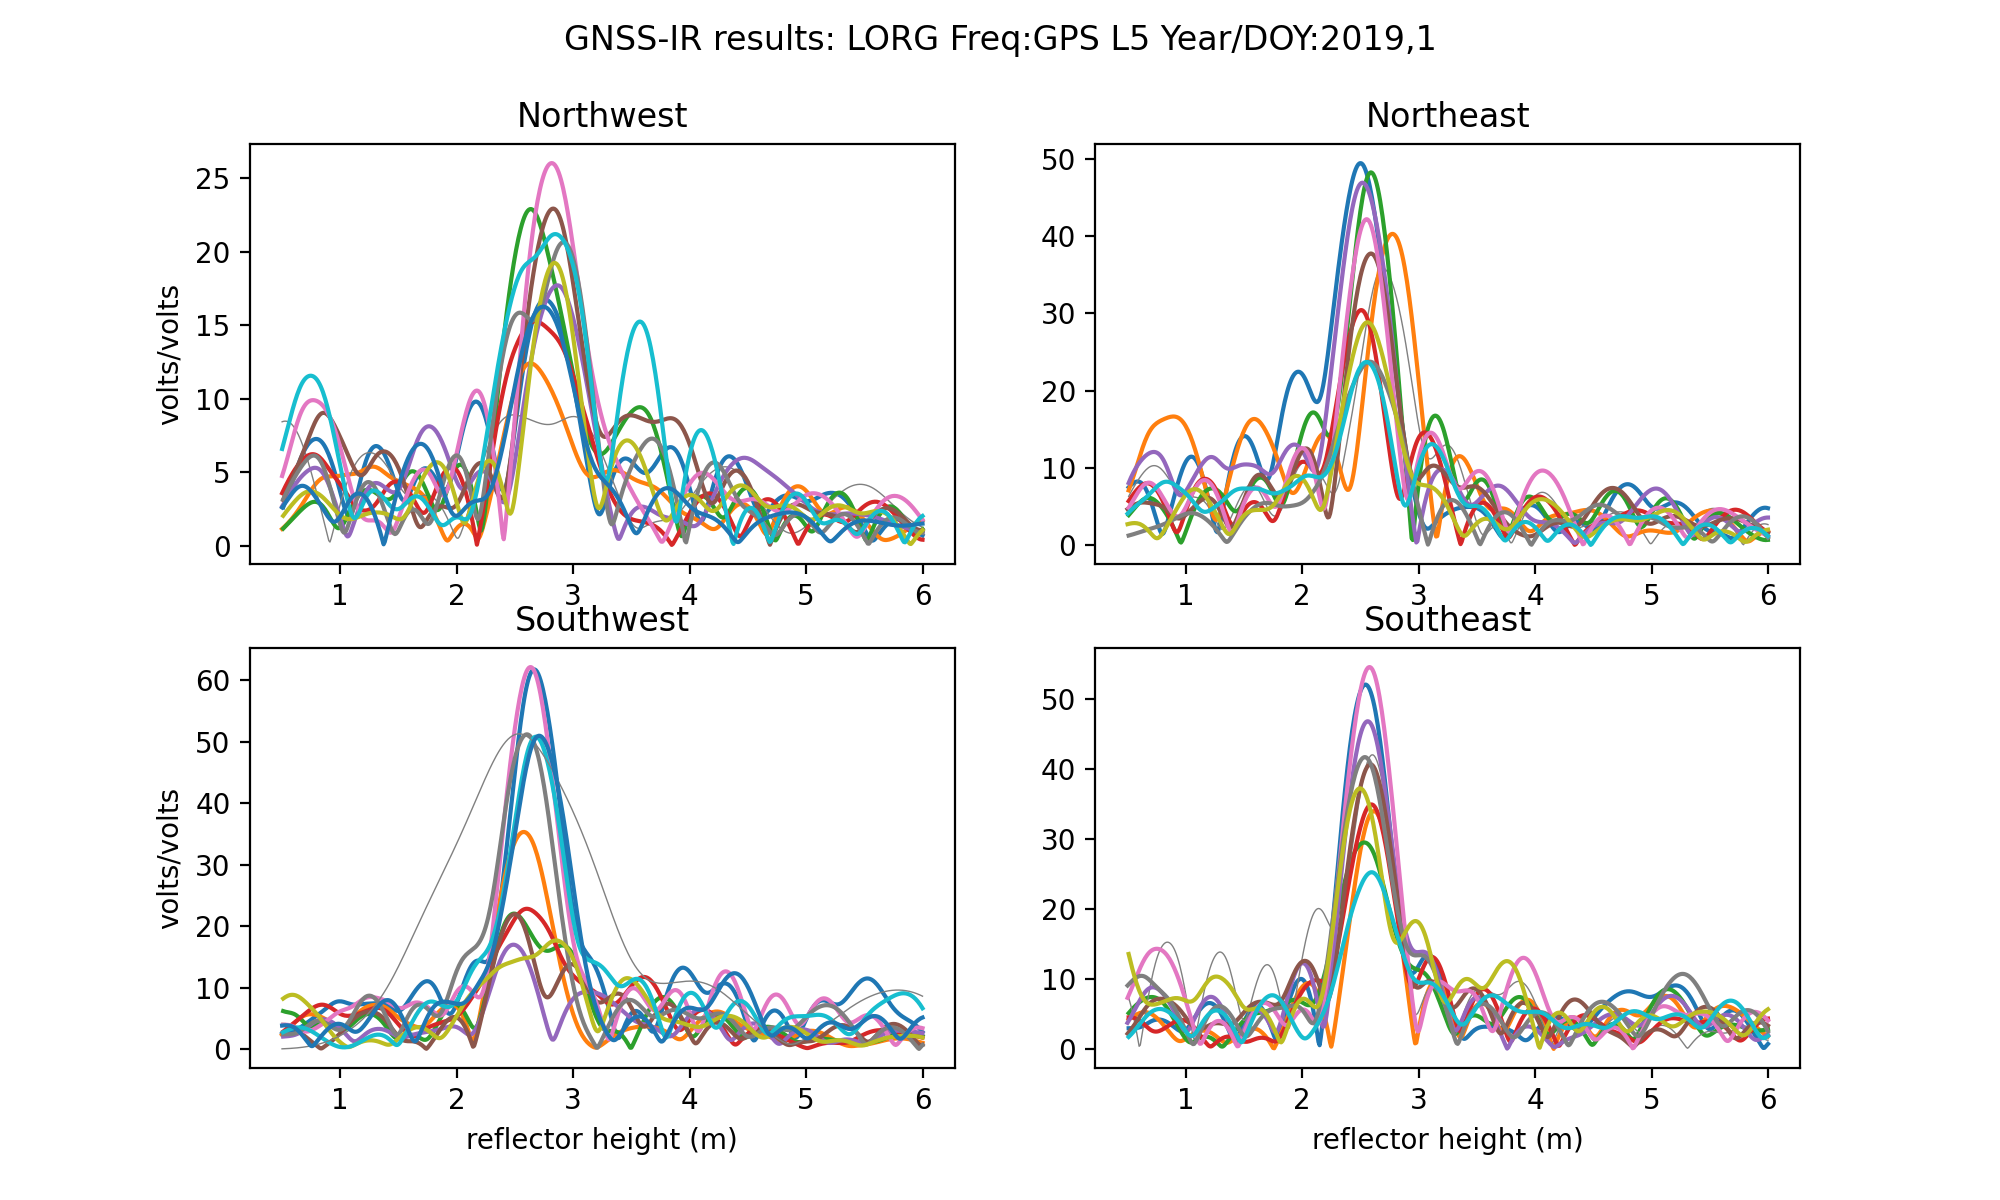 GNSS-IR results: LORG Freq:GPS L5 Year/DOY:2019,1
Northwest
25
20
15
10
5
0
volts/volts
1 2 3 4 5 6
Northeast
50
40
30
20
10
0
1 2 3 4 5 6
Southwest
60
50
40
30
20
10
0
volts/volts
1 2 3 4 5 6
reflector height (m)
Southeast
50
40
30
20
10
0
1 2 3 4 5 6
reflector height (m)